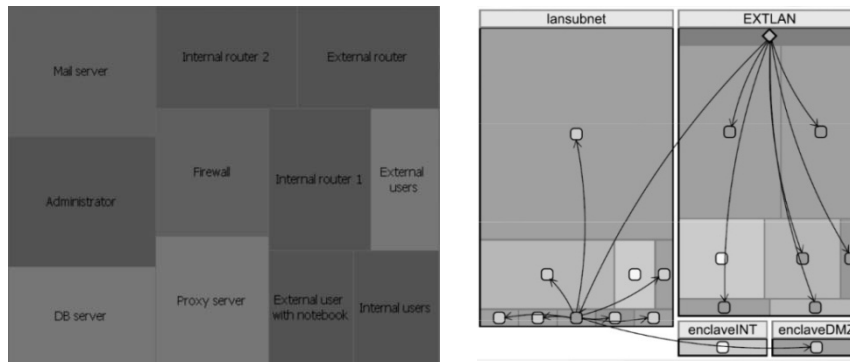 Mail server
Internal router 2
External router
Administrator
Firewall
Internal router 1
External
users
DB server
Proxy server
External user
with notebook
Internal users
lansubnet
EXTLAN
enclaveINT
enclaveDMZ